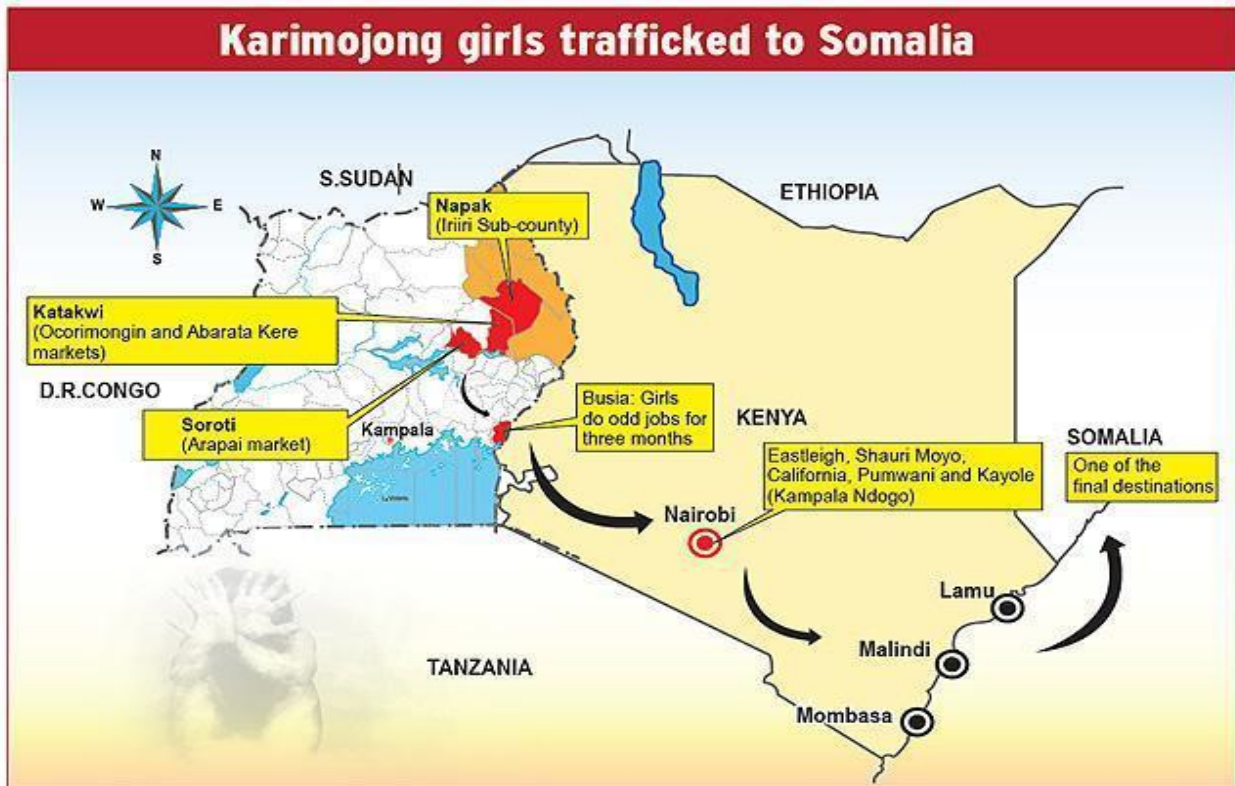 Karimojong girls trafficked to Somalia
N
W
E
S
S.SUDAN
ETHIOPIA
Napak
(Iriiri Sub-county)
Katakwi
(Ocorimongin and Abarata Kere
markets)
D.R.CONGO
Soroti
(Arapai market)
Kampala
Busia: Girls
do odd jobs for
three months
KENYA
SOMALIA
One of the
final destinations
Eastleigh, Shauri Moyo,
California, Pumwani and Kayole
(Kampala Ndogo)
Nairobi
Lamu
Malindi
Mombasa
TANZANIA